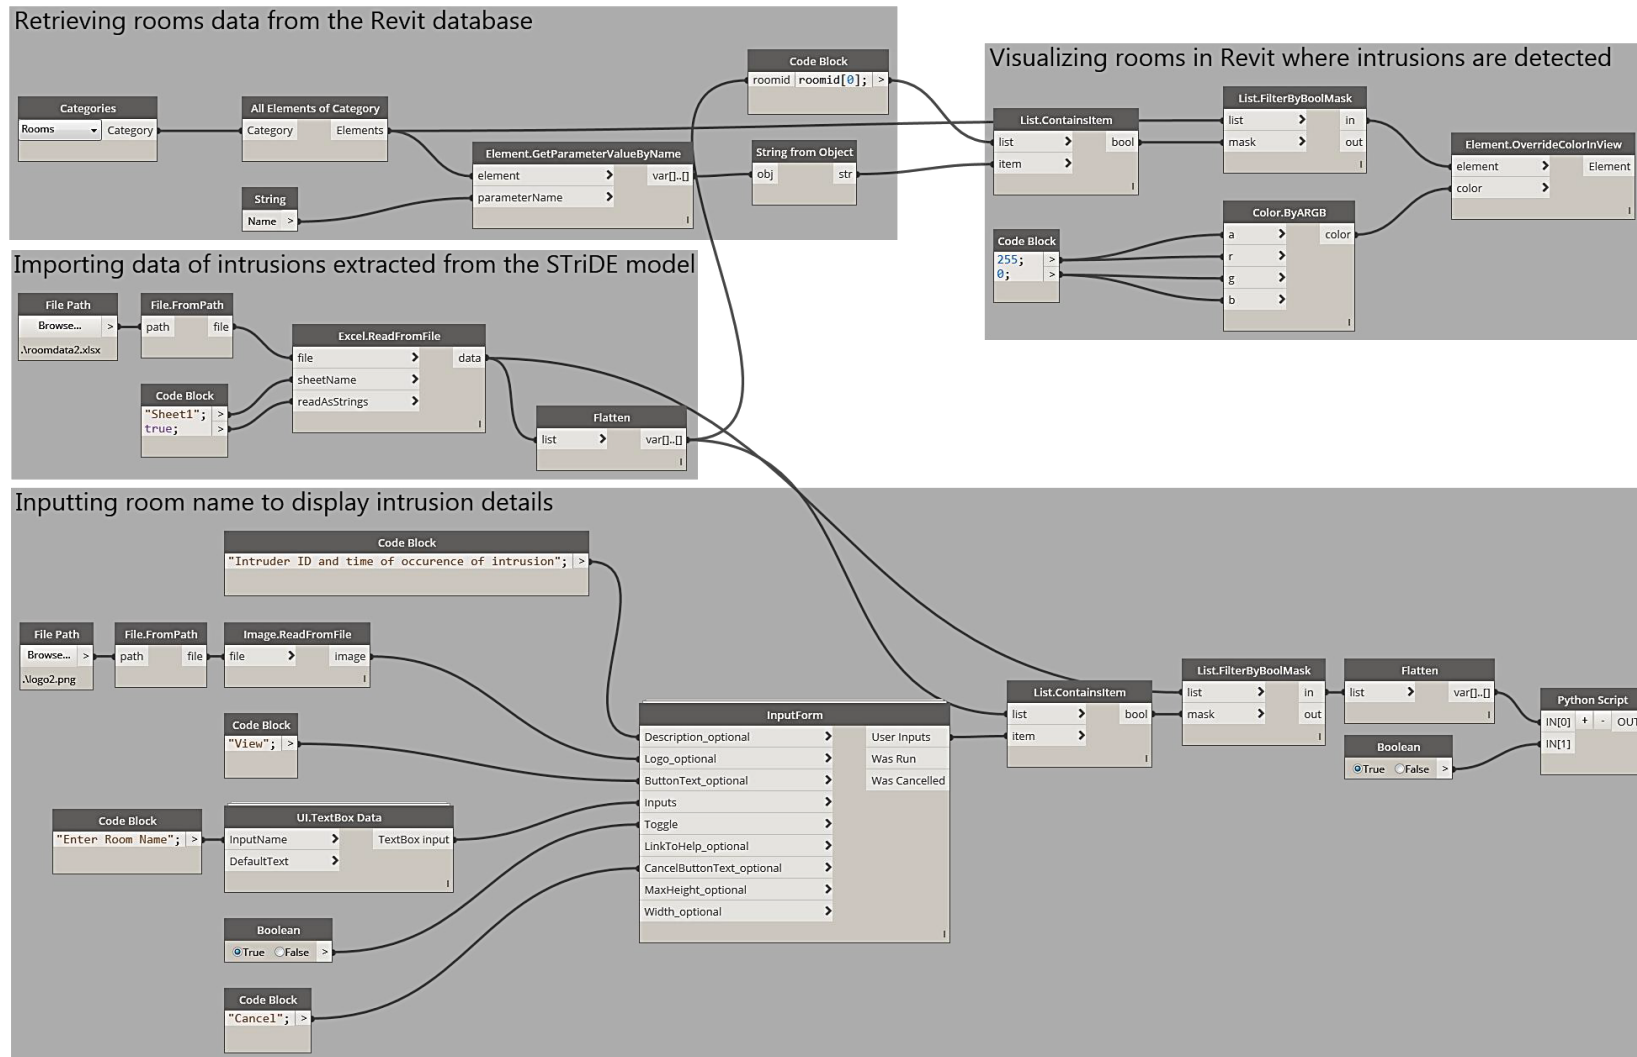 Retrieving rooms data from the Revit database
Categories
Rooms
Category
All Elements of Category
Category
Elements
String
Name >
Element.GetParameterValueByName
element >
parameterName >
var[]..[]
Code Block
roomid roomid[0]; >
String from Object
obj
str
Visualizing rooms in Revit where intrusions are detected
List.ContainsItem
list >
item >
bool
List.FilterByBoolMask
list >
mask >
in
out
Element.OverrideColorInView
element >
color >
Element
Code Block
255; >
0; >
Color.ByARGB
a >
r >
g >
b >
color
Importing data of intrusions extracted from the STriDE model
File Path
Browse... >
.\roomdata2.xlsx
File.FromPath
path
file
Code Block
"Sheet1"; >
true; >
Excel.ReadFromFile
file >
sheetName >
readAsStrings >
data
Flatten
list >
var[]..[]
Inputting room name to display intrusion details
Code Block
"Intruder ID and time of occurence of intrusion"; >
File Path
Browse... >
.\logo2.png
File.FromPath
path
file
Image.ReadFromFile
file >
image
Code Block
"View"; >
Code Block
"Enter Room Name"; >
UI.TextBox Data
InputName >
DefaultText >
TextBox input
Boolean
True False >
Code Block
"Cancel"; >
InputForm
Description_optional >
Logo_optional >
ButtonText_optional >
Inputs >
Toggle >
LinkToHelp_optional >
CancelButtonText_optional >
MaxHeight_optional >
Width_optional >
User Inputs
Was Run
Was Cancelled
List.ContainsItem
list >
item >
bool
List.FilterByBoolMask
list >
mask >
in
out
Flatten
list >
var[]..[]
Boolean
True False >
Python Script
IN[0] + - OUT
IN[1]